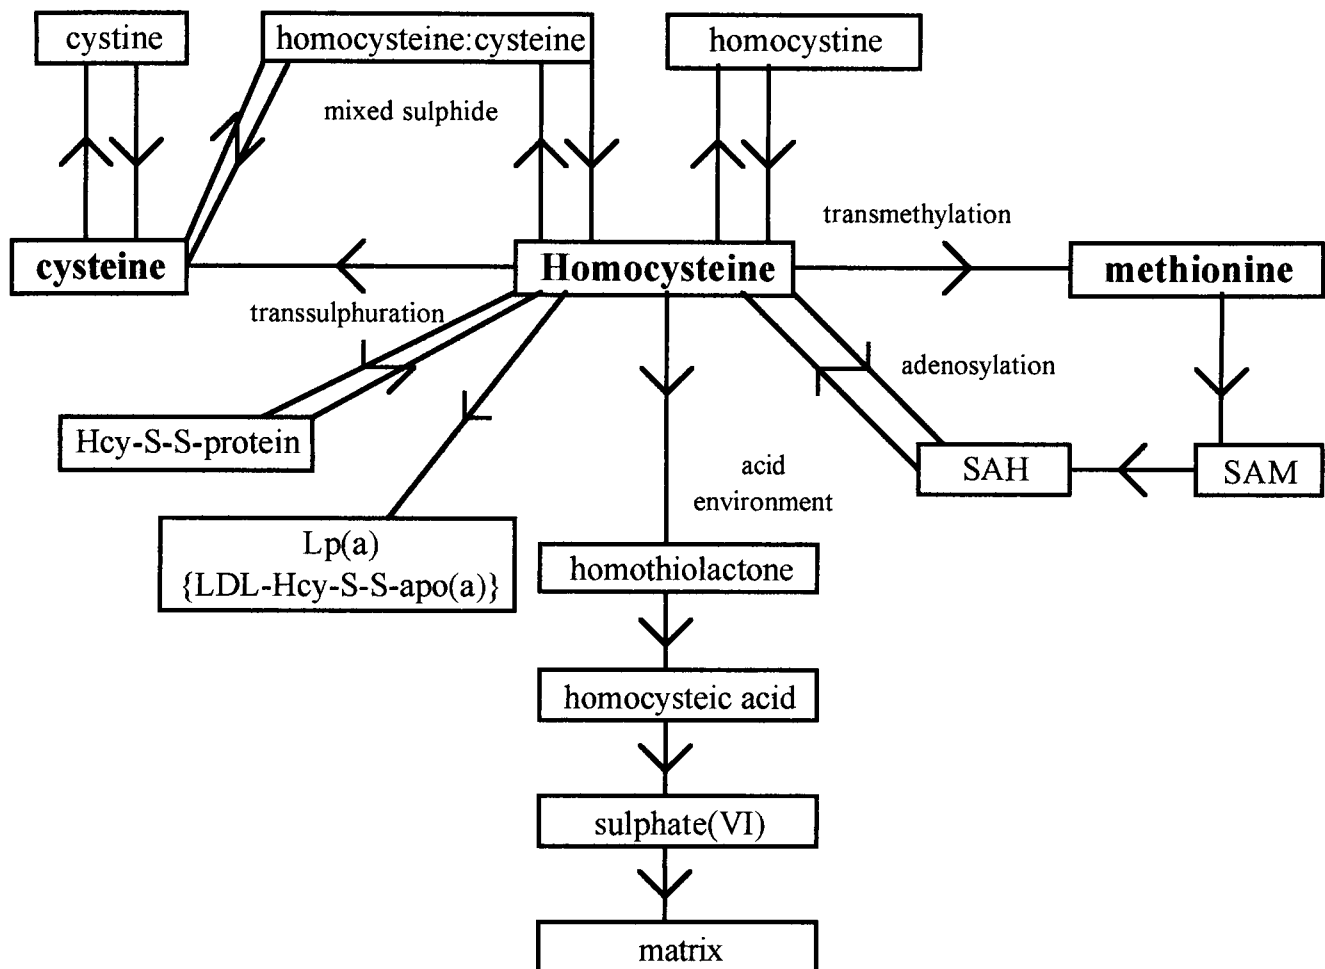 cystine
homocysteine:cysteine
homocystine
mixed sulphide
transmethylation
cysteine
Homocysteine
methionine
transsulphuration
adenosylation
Hcy-S-S-protein
SAH
SAM
acid
environment
Lp(a)
{LDL-Hcy-S-S-apo(a)}
homothiolactone
homocysteic acid
sulphate(VI)
matrix